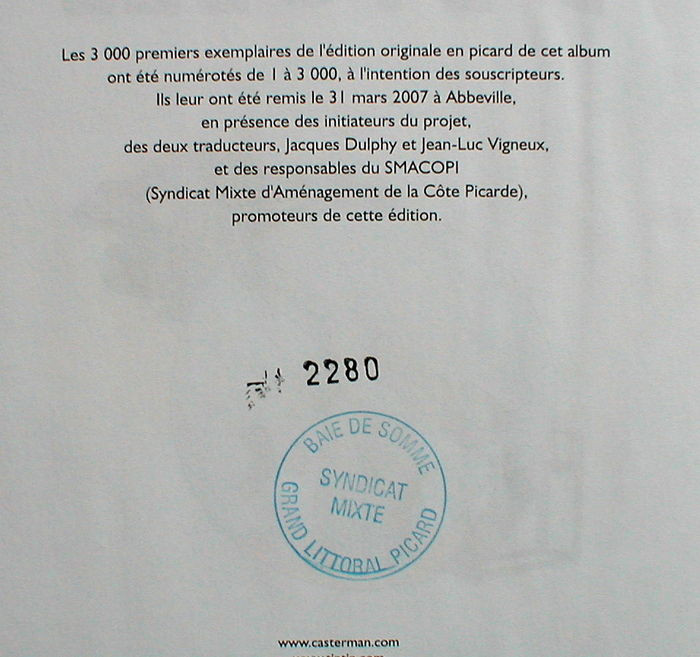 Les 3 000 premiers exemplaires de l'édition originale en picard de cet album
ont été numérotés de 1 à 3 000, à l'intention des souscripteurs.
Ils leur ont été remis le 31 mars 2007 à Abbeville,
en présence des initiateurs du projet,
des deux traducteurs, Jacques Dulphy et Jean-Luc Vigneux,
et des responsables du SMACOPI
(Syndicat Mixte d'Aménagement de la Côte Picarde),
promoteurs de cette édition.
2280
BAIE DE SOMME
SYNDICAT
MIXTE
GRAND LITTORAL PICARD
www.casterman.com
www.tintin.com